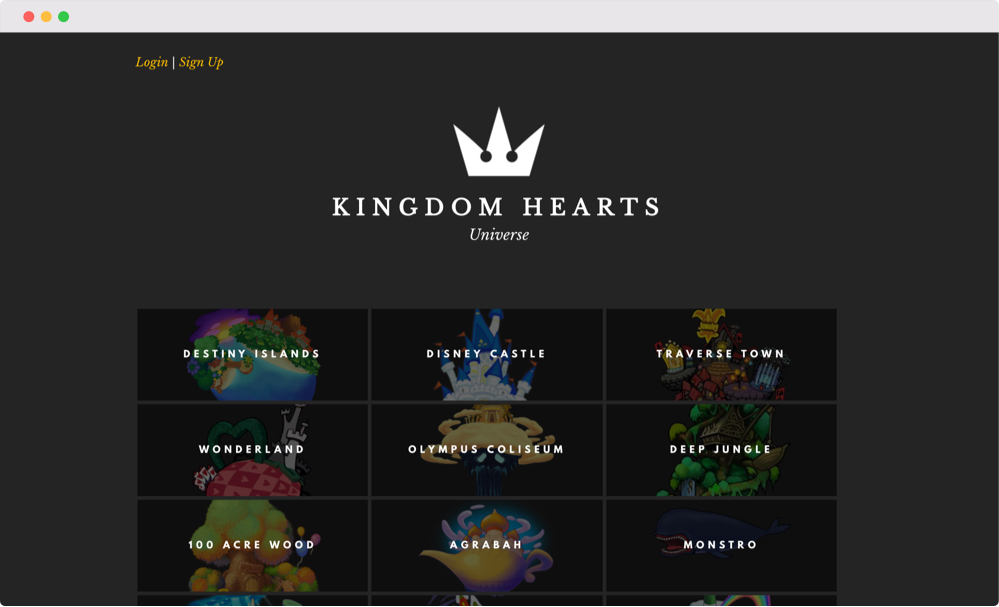 Login | Sign Up
KINGDOM HEARTS
Universe
DESTINY ISLANDS
DISNEY CASTLE
TRAVERSE TOWN
WONDERLAND
OLYMPUS COLISEUM
DEEP JUNGLE
100 ACRE WOOD
AGRABAH
MONSTRO